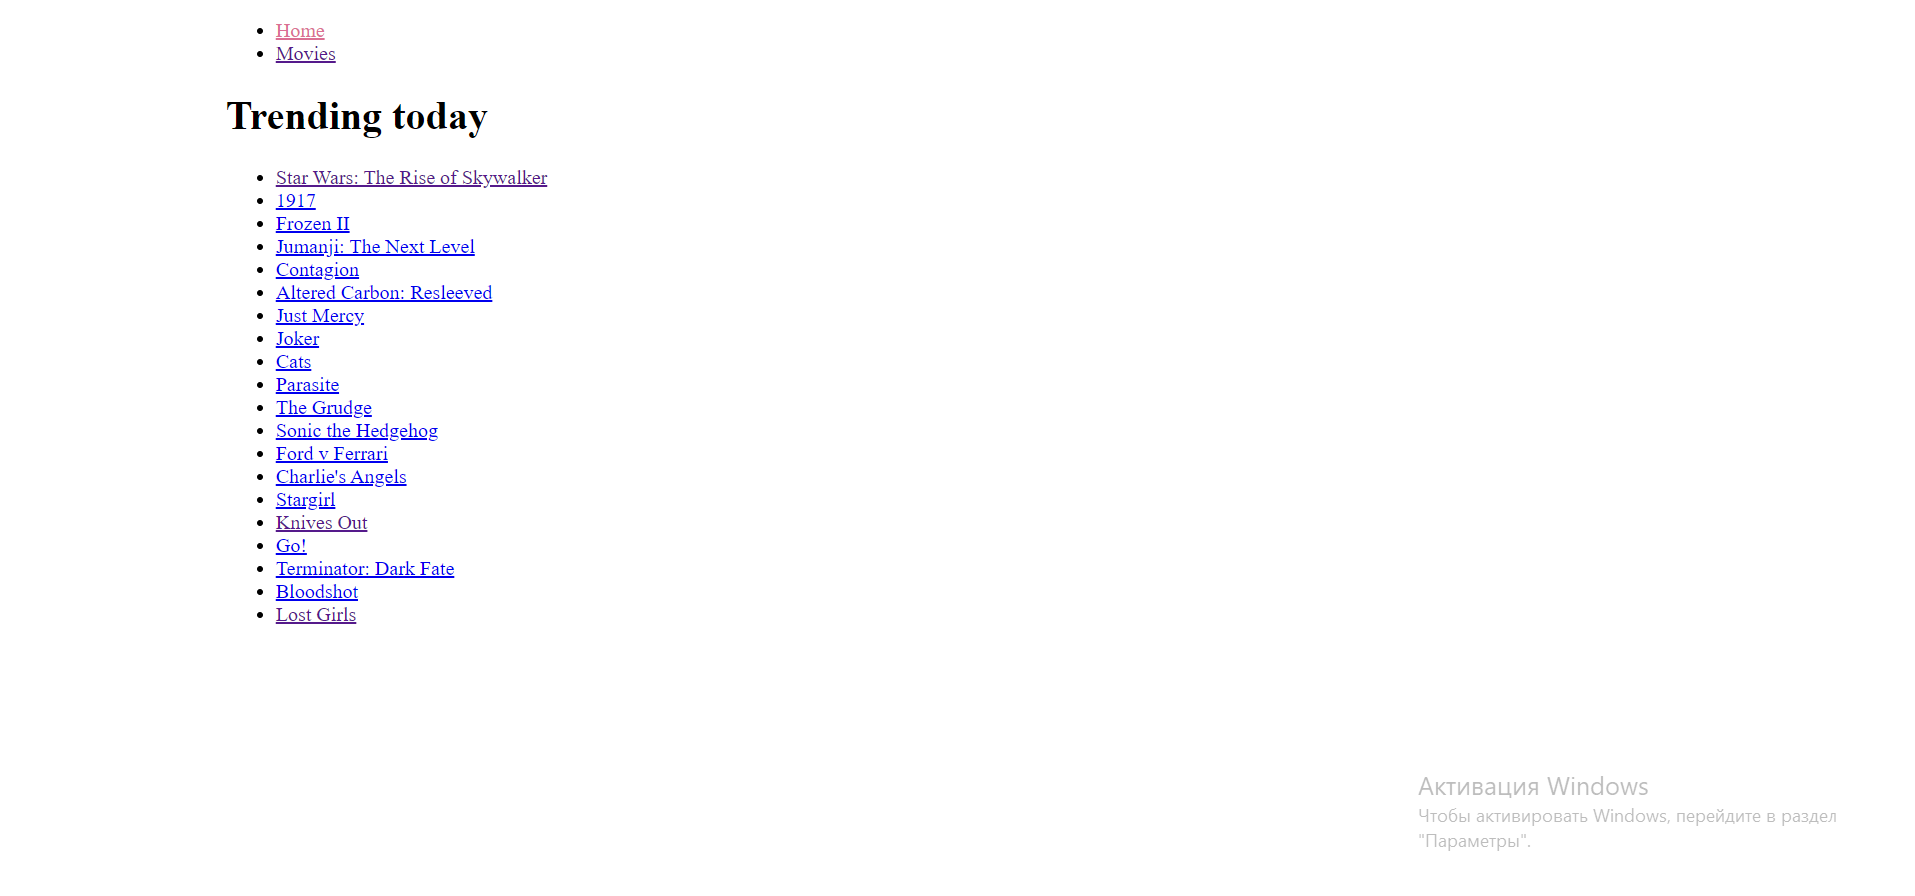 Home
Movies
Trending today
Star Wars: The Rise of Skywalker
1917
Frozen II
Jumanji: The Next Level
Contagion
Altered Carbon: Resleeved
Just Mercy
Joker
Cats
Parasite
The Grudge
Sonic the Hedgehog
Ford v Ferrari
Charlie's Angels
Stargirl
Knives Out
Go!
Terminator: Dark Fate
Bloodshot
Lost Girls
Активация Windows
Чтобы активировать Windows, перейдите в раздел
"Параметры".